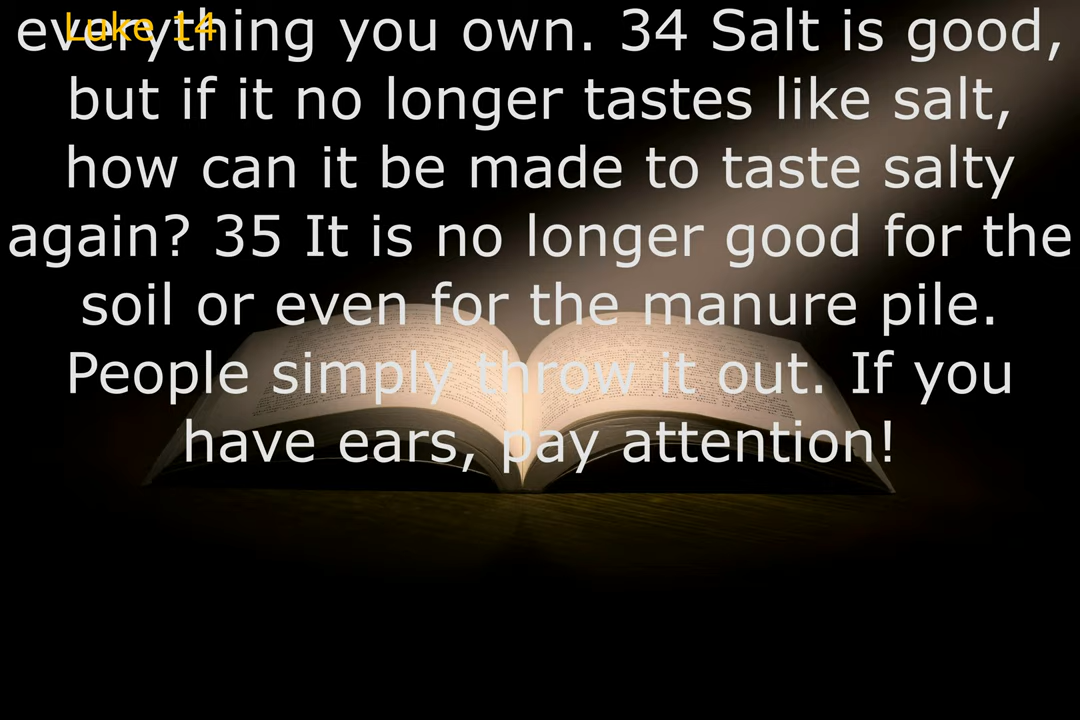 Luke 14
everything you own. 34 Salt is good,
but if it no longer tastes like salt,
how can it be made to taste salty
again? 35 It is no longer good for the
soil or even for the manure pile.
People simply throw it out. If you
have ears, pay attention!